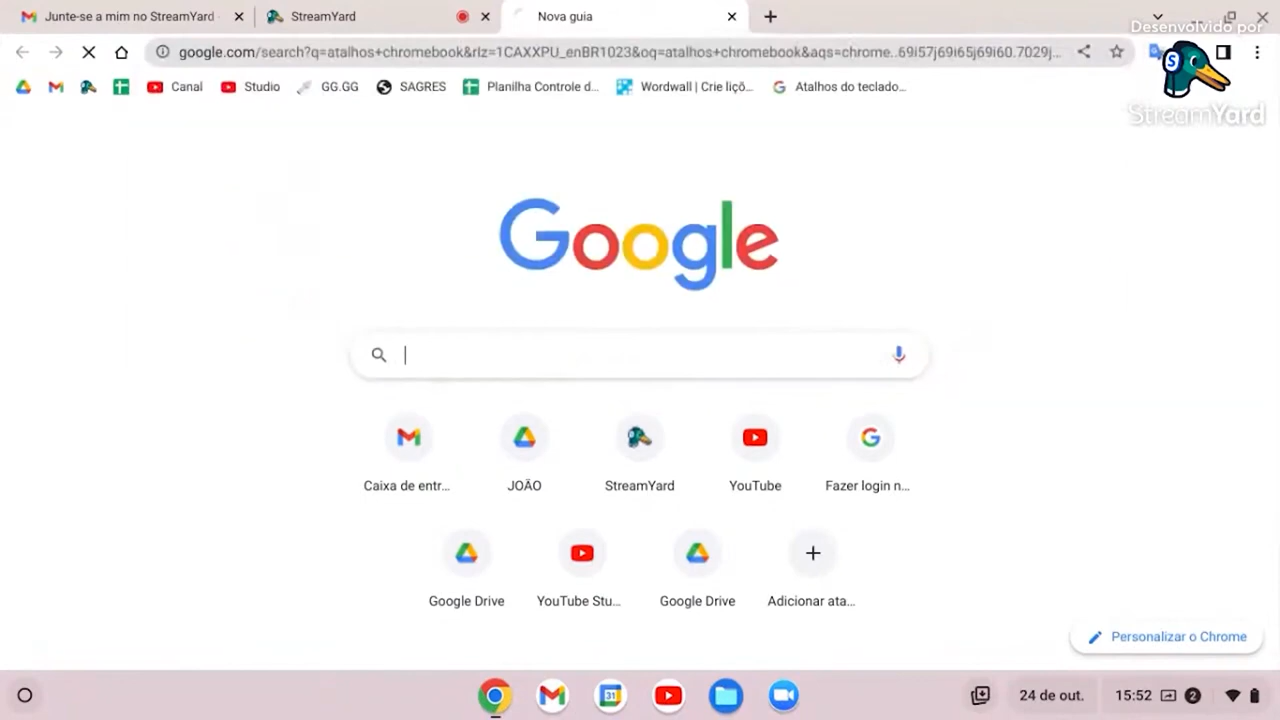 Junte-se a mim no StreamYard
StreamYard
Nova guia
Desenvolvido por
StreamYard
google.com/search?q=atalhos+chromebook&rlz=1CAXXPU_enBR1023&oq=atalhos+chromebook&aqs=chrome..69i57j69i65j69i60.7029j...
Canal
Studio
GG.GG
SAGRES
Planilha Controle d...
Wordwall | Crie liçõ...
Atalhos do teclado...
Google
Caixa de entr...
JOÃO
StreamYard
YouTube
Fazer login n...
Google Drive
YouTube Stu...
Google Drive
Adicionar ata...
Personalizar o Chrome
31
24 de out.
15:52
2